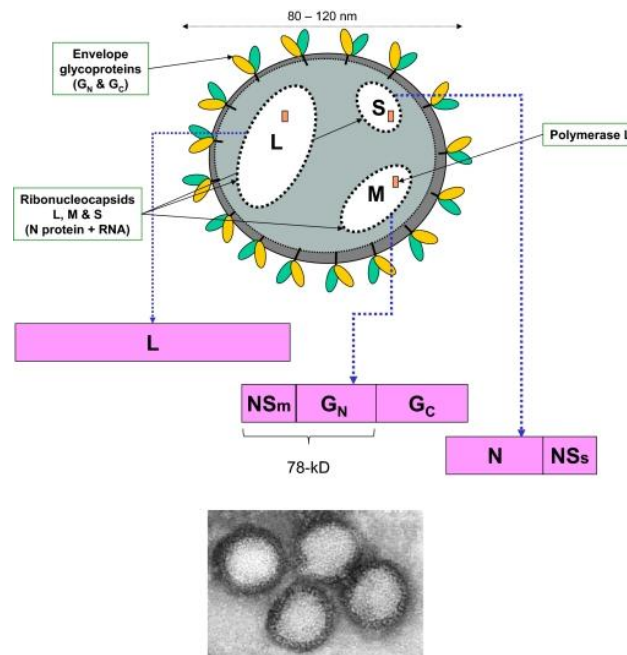 80 – 120 nm
Envelope
glycoproteins
(GN & GC)
S
L
Polymerase L
M
Ribonucleocapsids
L, M & S
(N protein + RNA)
L
NSm GN GC
78-kD
N NSs